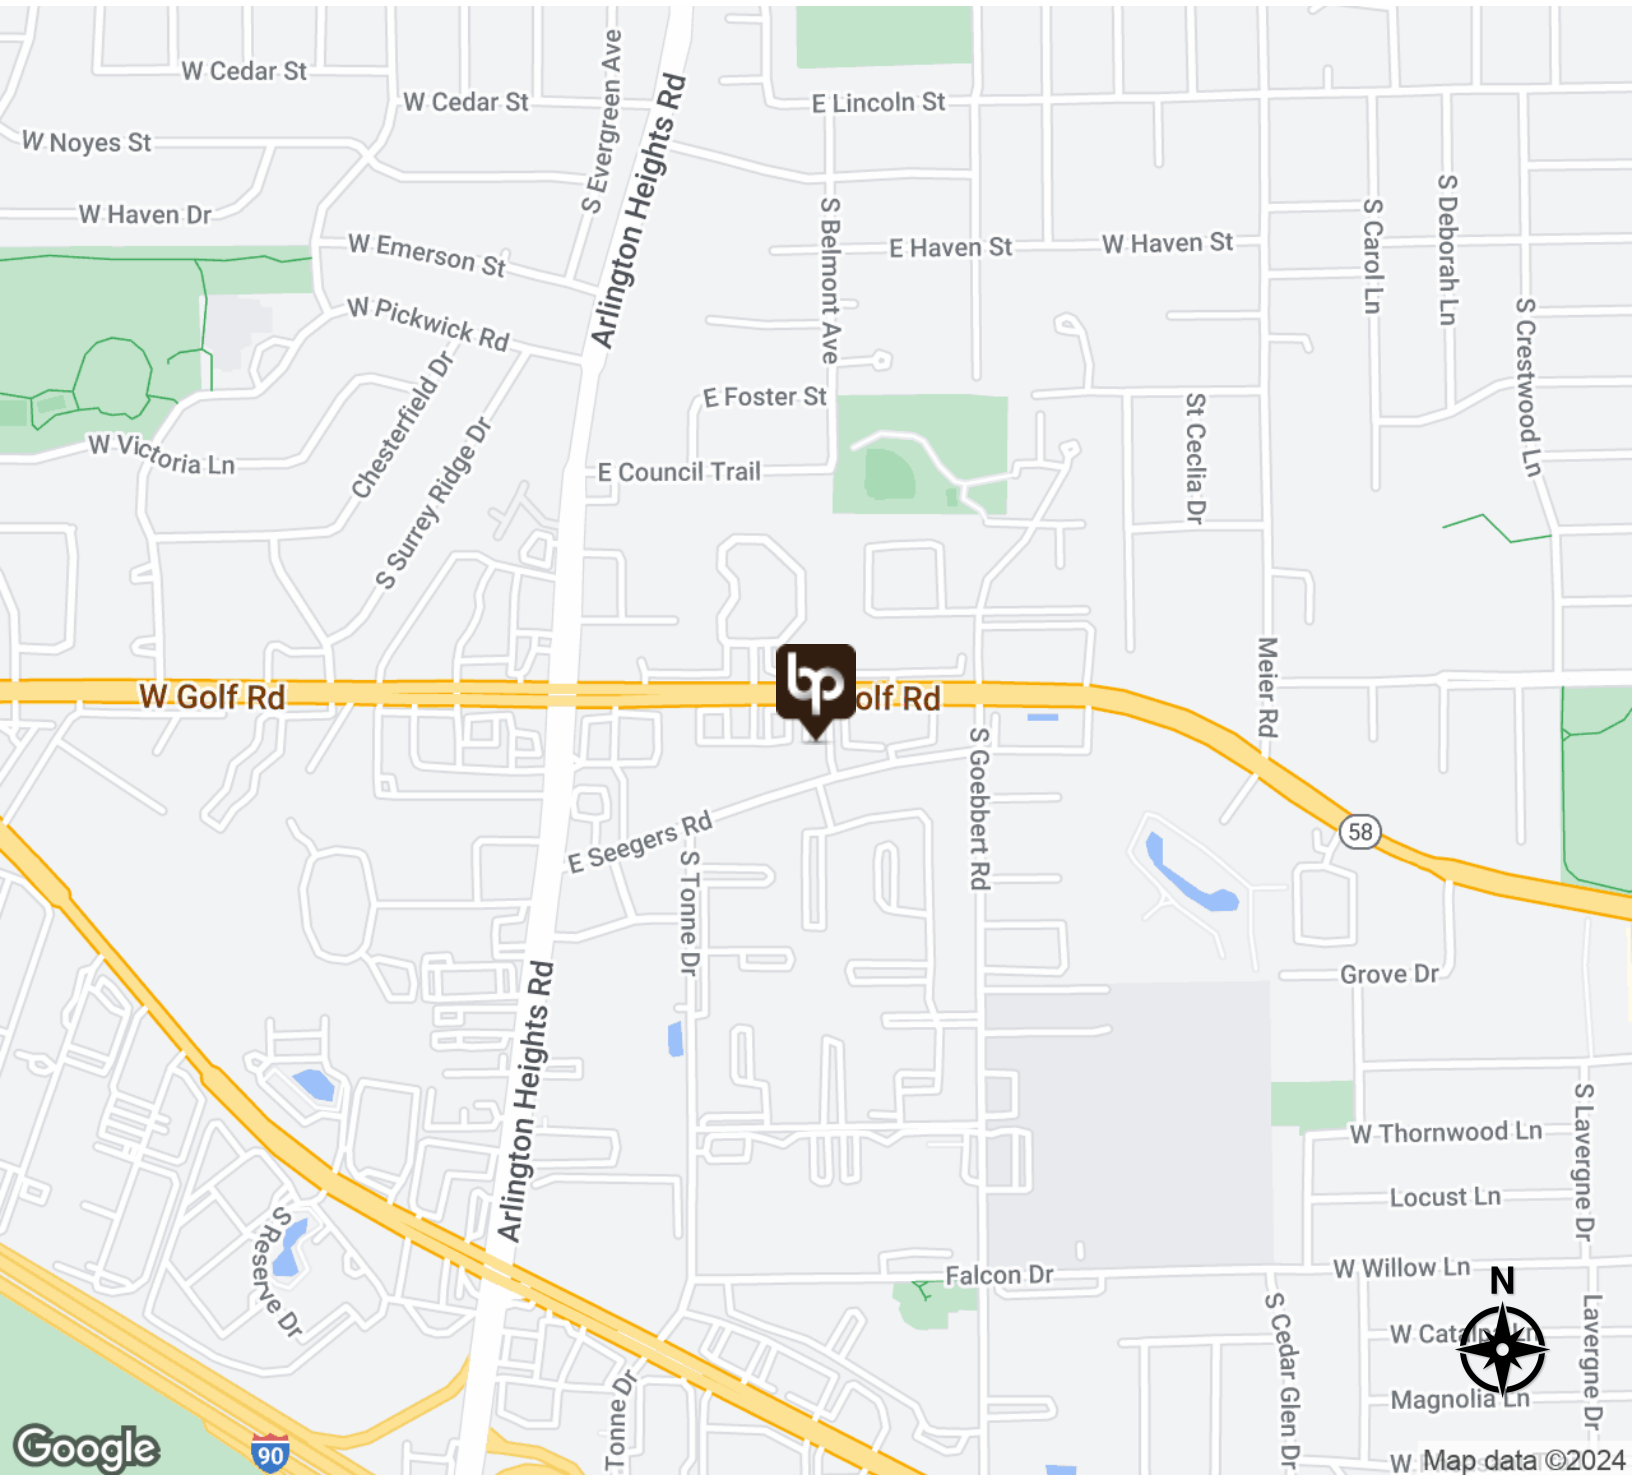 W Cedar St
W Cedar St
S Evergreen Ave
Arlington Heights Rd
E Lincoln St
W Noyes St
W Haven Dr
W Emerson St
S Belmont Ave
E Haven St
W Haven St
S Carol Ln
S Deborah Ln
S Crestwood Ln
W Pickwick Rd
Chesterfield Dr
E Foster St
St Ceclia Dr
W Victoria Ln
S Surrey Ridge Dr
E Council Trail
Meier Rd
W Golf Rd
bp
olf Rd
S Goebbert Rd
58
E Seegers Rd
S Tonne Dr
Arlington Heights Rd
Grove Dr
S Lavergne Dr
W Thornwood Ln
Locust Ln
S Reserve Dr
Falcon Dr
W Willow Ln
N
S Cedar Glen Dr
W Catalpa Ln
Lavergne Dr
Magnolia Ln
Tonne Dr
Google
90
W
Map data ©2024